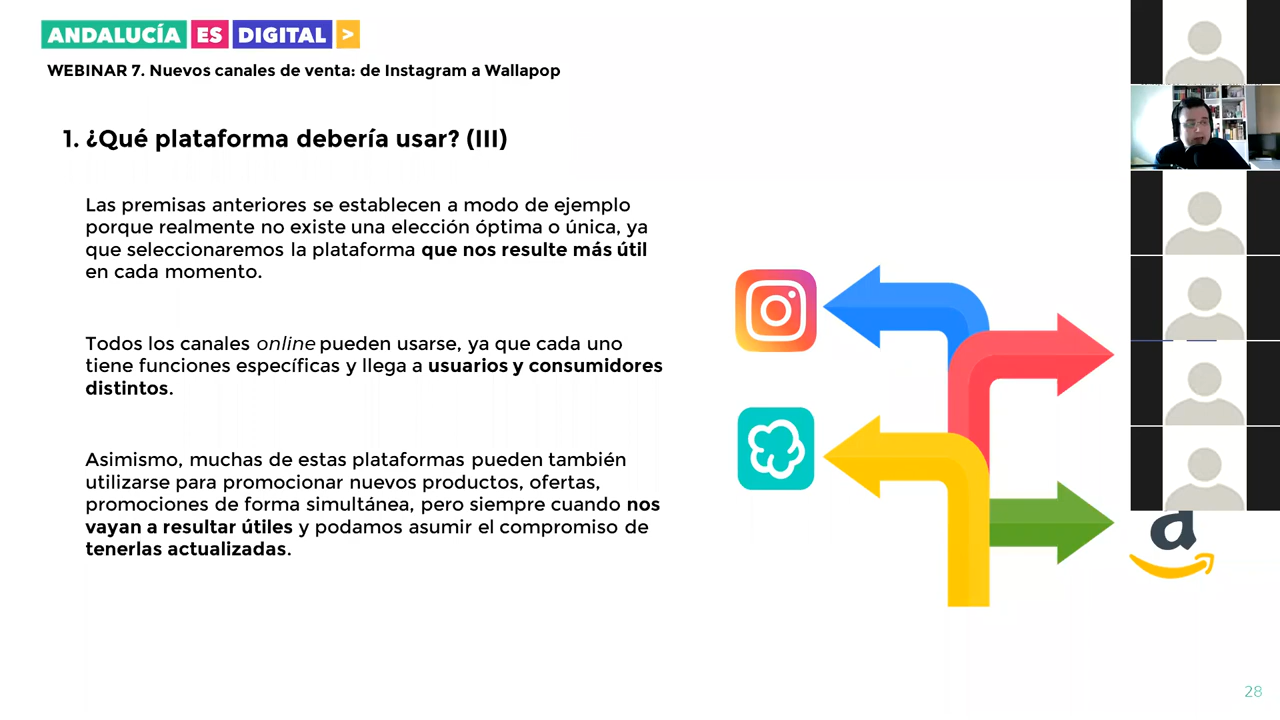 ANDALUCÍA ES DIGITAL >
WEBINAR 7. Nuevos canales de venta: de Instagram a Wallapop
1. ¿Qué plataforma debería usar? (III)
Las premisas anteriores se establecen a modo de ejemplo
porque realmente no existe una elección óptima o única, ya
que seleccionaremos la plataforma que nos resulte más útil
en cada momento.
Todos los canales online pueden usarse, ya que cada uno
tiene funciones específicas y llega a usuarios y consumidores
distintos.
Asimismo, muchas de estas plataformas pueden también
utilizarse para promocionar nuevos productos, ofertas,
promociones de forma simultánea, pero siempre cuando nos
vayan a resultar útiles y podamos asumir el compromiso de
tenerlas actualizadas.
a
28